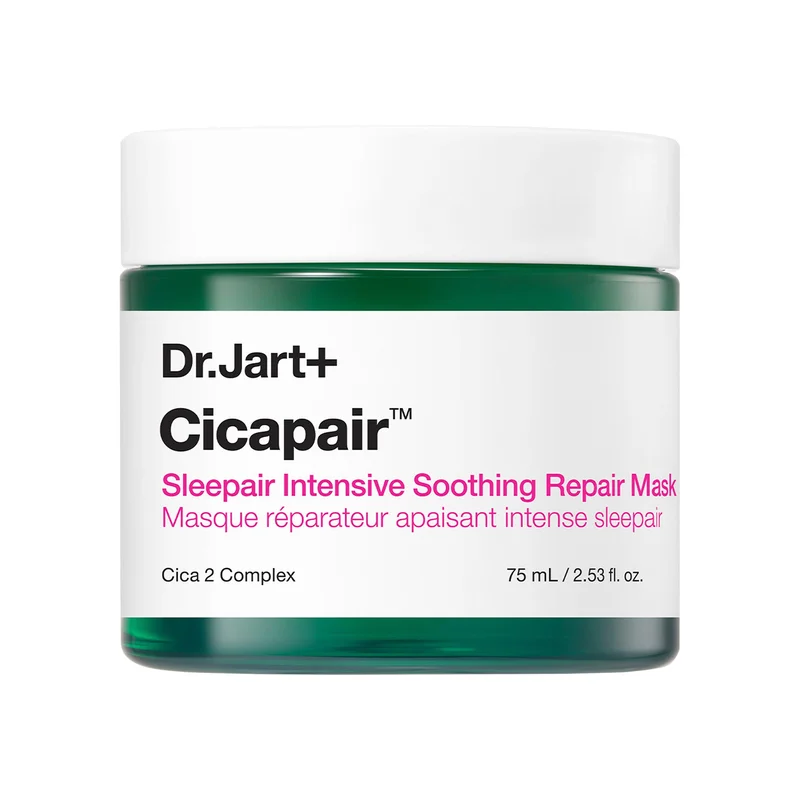 Dr.Jart+
Cicapair™
Sleepair Intensive Soothing Repair Mask
Masque réparateur apaisant intense sleepair
Cica 2 Complex 75 mL / 2.53 fl. oz.